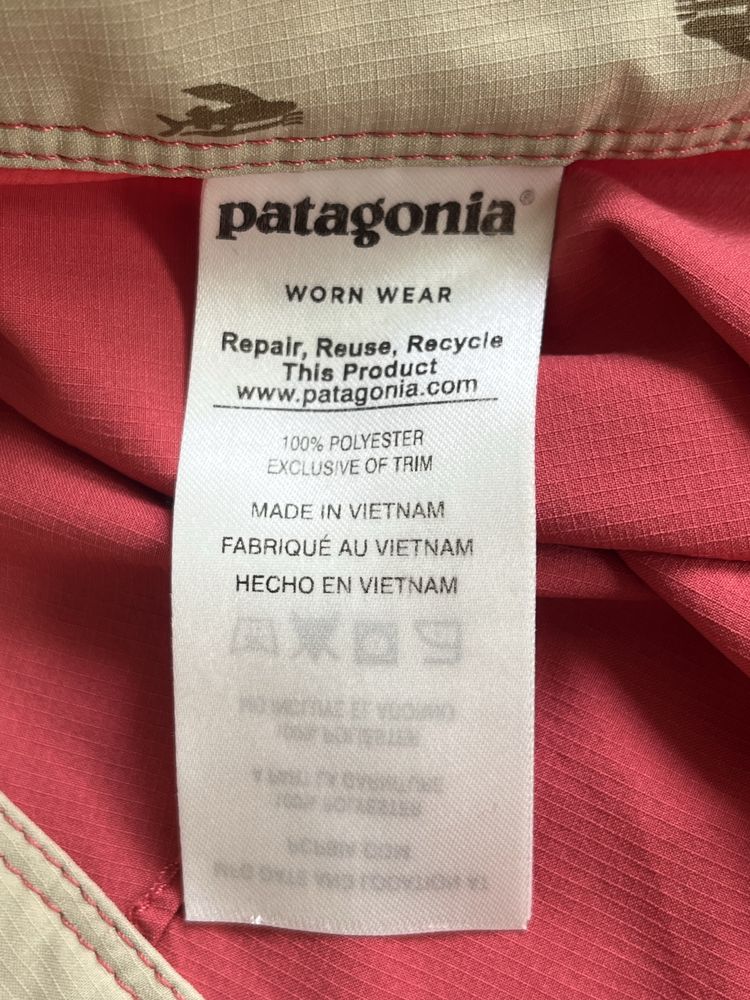 patagonia®
WORN WEAR
Repair, Reuse, Recycle
This Product
www.patagonia.com
100% POLYESTER
EXCLUSIVE OF TRIM
MADE IN VIETNAM
FABRIQUÉ AU VIETNAM
HECHO EN VIETNAM